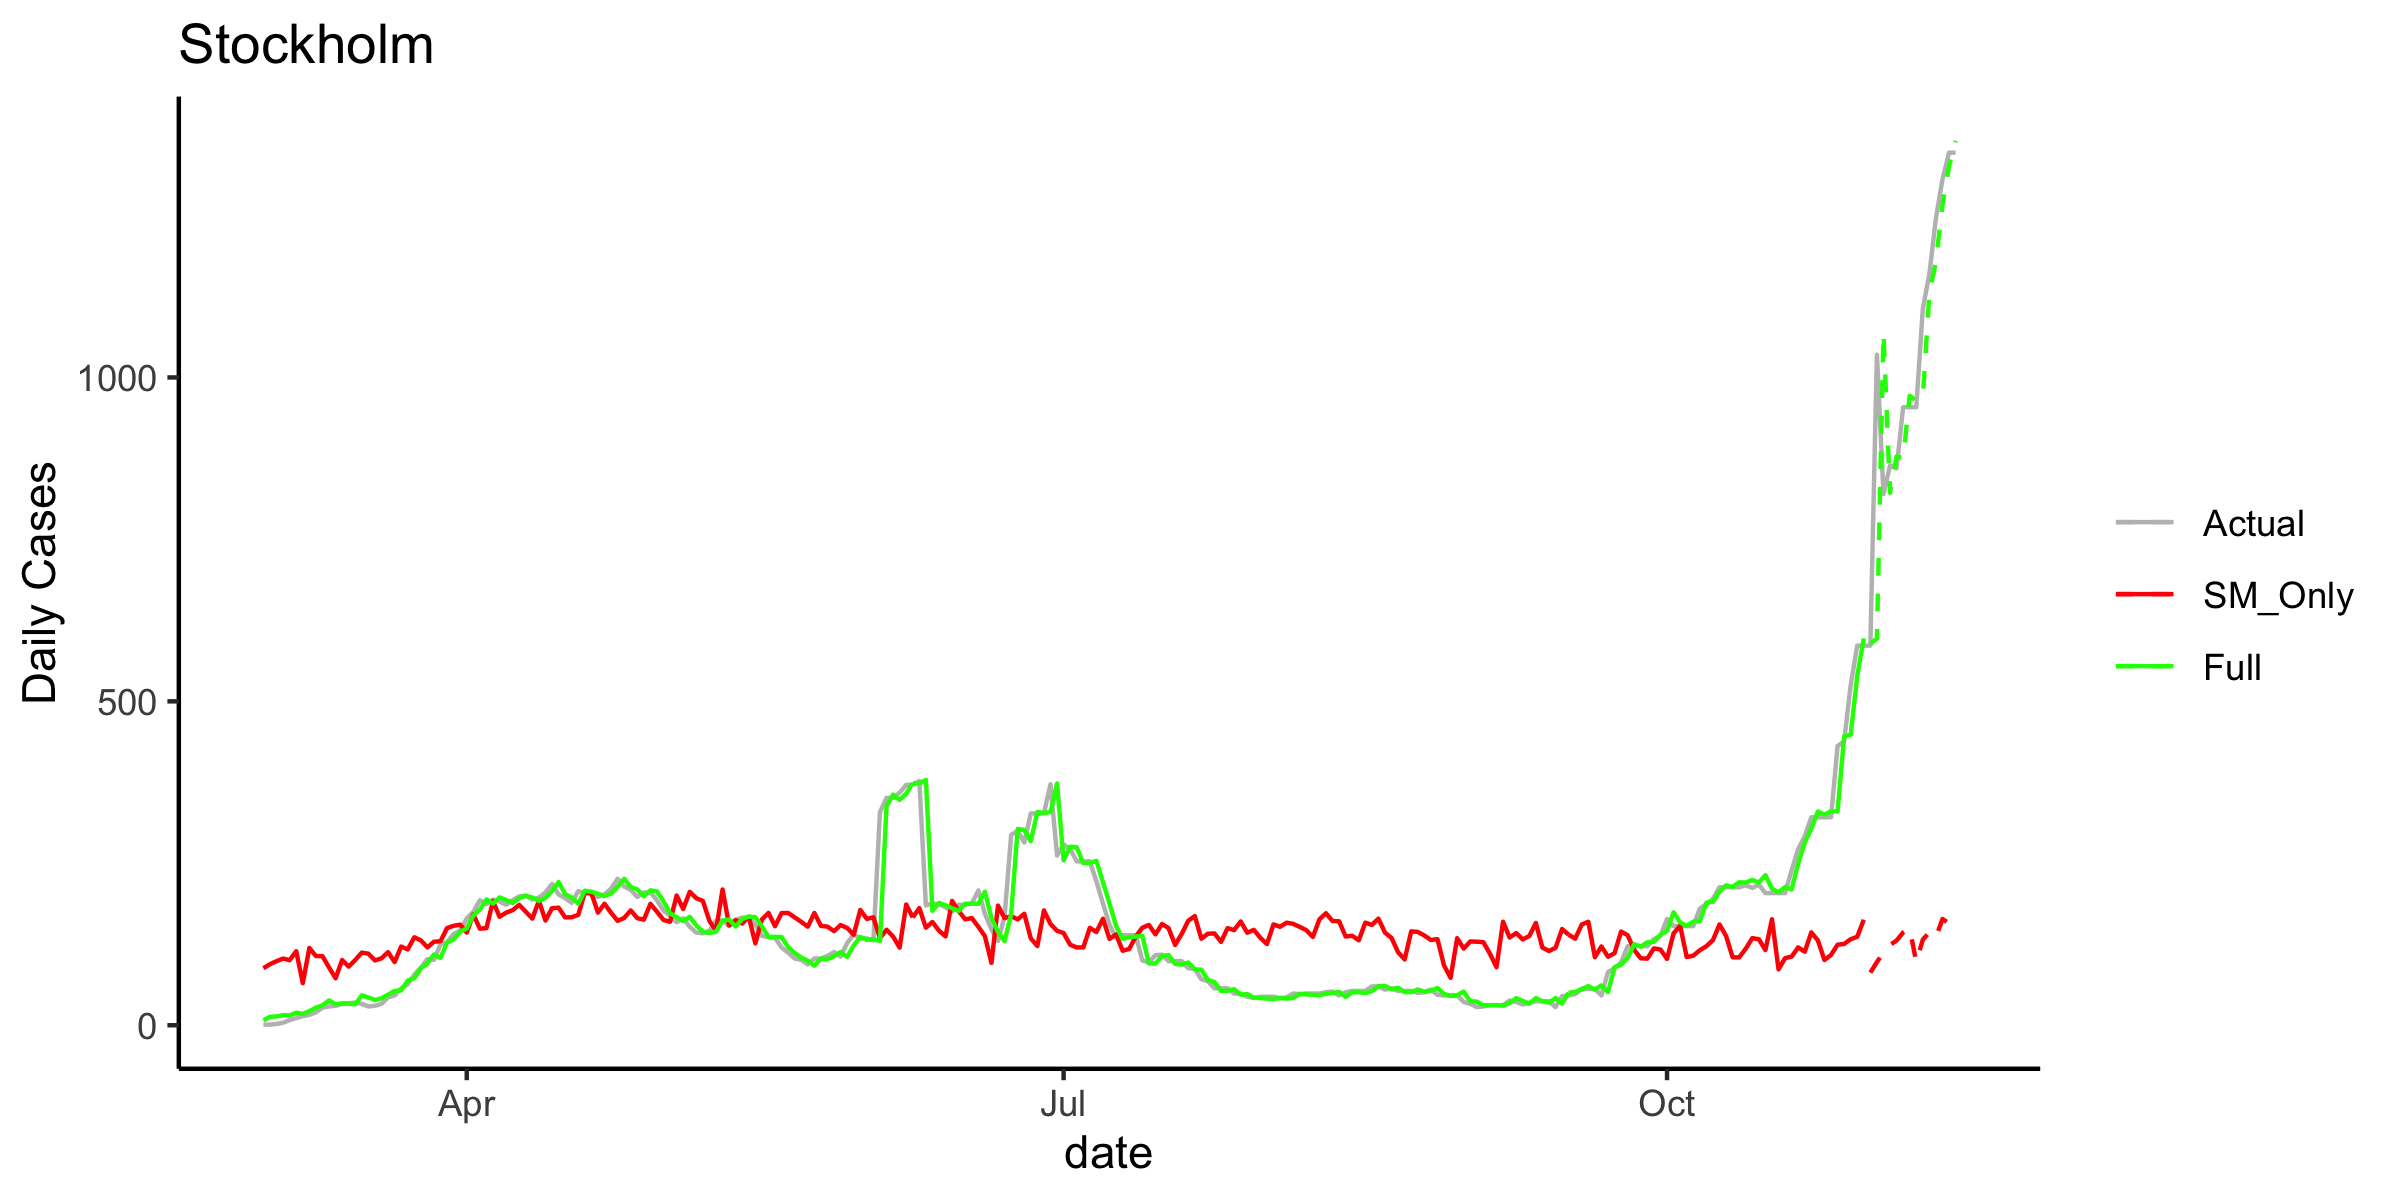 Stockholm
Daily Cases
1000
500
0
Apr
Jul
Oct
date
Actual
SM_Only
Full